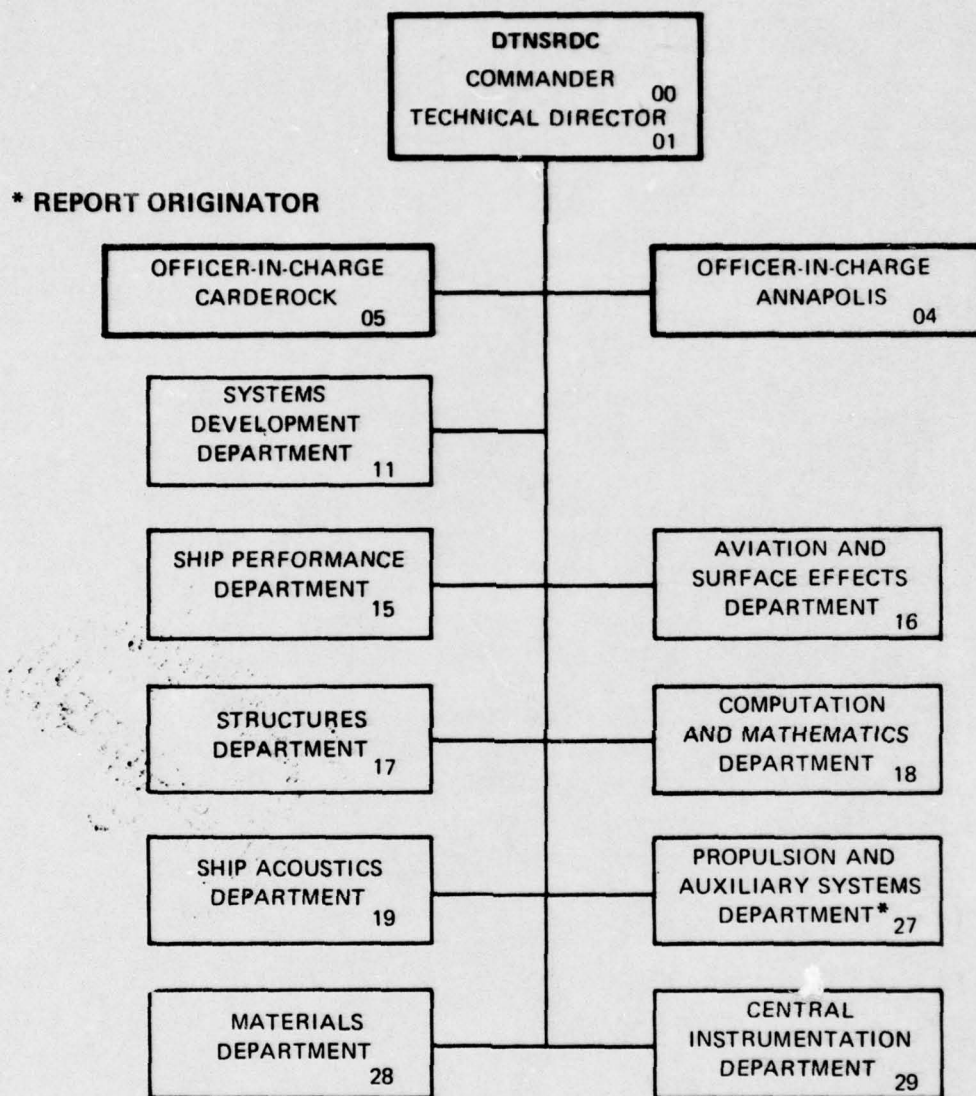 DTNSRDC
COMMANDER
00
TECHNICAL DIRECTOR
01
* REPORT ORIGINATOR
OFFICER-IN-CHARGE
CARDEROCK
05
OFFICER-IN-CHARGE
ANNAPOLIS
04
SYSTEMS
DEVELOPMENT
DEPARTMENT
11
SHIP PERFORMANCE
DEPARTMENT
15
AVIATION AND
SURFACE EFFECTS
DEPARTMENT
16
STRUCTURES
DEPARTMENT
17
COMPUTATION
AND MATHEMATICS
DEPARTMENT
18
SHIP ACOUSTICS
DEPARTMENT
19
PROPULSION AND
AUXILIARY SYSTEMS
DEPARTMENT*
27
MATERIALS
DEPARTMENT
28
CENTRAL
INSTRUMENTATION
DEPARTMENT
29